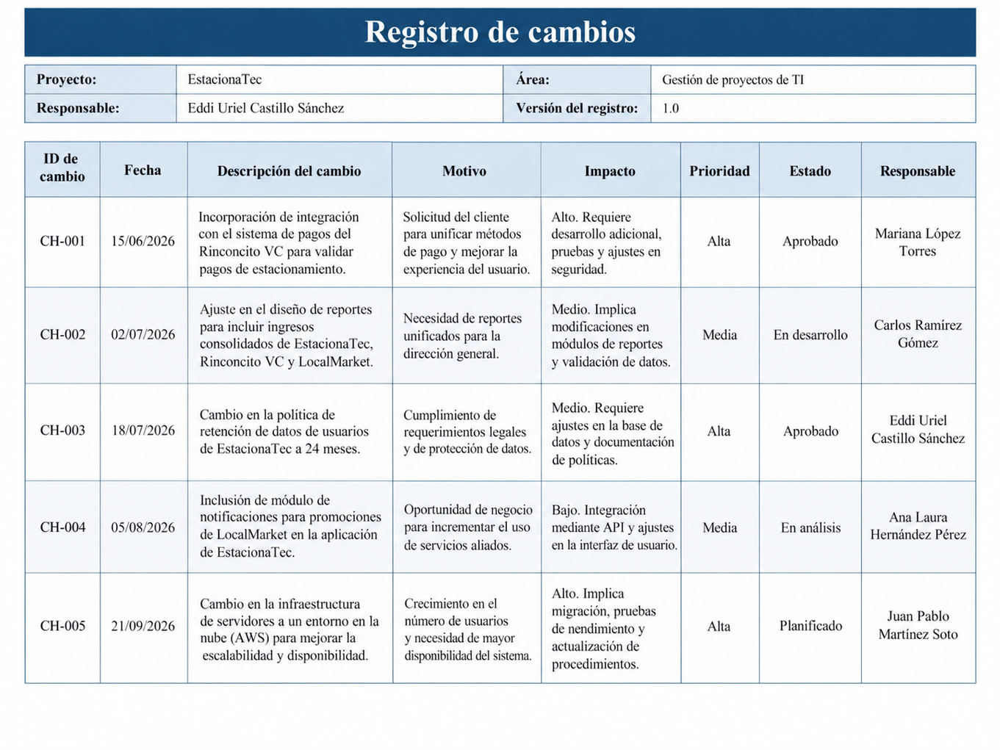 Registro de cambios
Proyecto: EstacionaTec Área: Gestión de proyectos de TI
Responsable: Eddi Uriel Castillo Sánchez Versión del registro: 1.0
ID de
cambio
Fecha
Descripción del cambio
Motivo
Impacto
Prioridad
Estado
Responsable
CH-001
15/06/2026
Incorporación de integración
con el sistema de pagos del
Rinconcito VC para validar
pagos de estacionamiento.
Solicitud del cliente
para unificar métodos
de pago y mejorar la
experiencia del usuario.
Alto. Requiere
desarrollo adicional,
pruebas y ajustes en
seguridad.
Alta
Aprobado
Mariana López
Torres
CH-002
02/07/2026
Ajuste en el diseño de reportes
para incluir ingresos
consolidados de EstacionaTec,
Rinconcito VC y LocalMarket.
Necesidad de reportes
unificados para la
dirección general.
Medio. Implica
modificaciones en
módulos de reportes
y validación de datos.
Media
En desarrollo
Carlos Ramírez
Gómez
CH-003
18/07/2026
Cambio en la política de
retención de datos de usuarios
de EstacionaTec a 24 meses.
Cumplimiento de
requerimientos legales
y de protección de datos.
Medio. Requiere
ajustes en la base de
datos y documentación
de políticas.
Alta
Aprobado
Eddi Uriel
Castillo Sánchez
CH-004
05/08/2026
Inclusión de módulo de
notificaciones para promociones
de LocalMarket en la aplicación
de EstacionaTec.
Oportunidad de negocio
para incrementar el uso
de servicios aliados.
Bajo. Integración
mediante API y ajustes
en la interfaz de usuario.
Media
En análisis
Ana Laura
Hernández Pérez
CH-005
21/09/2026
Cambio en la infraestructura
de servidores a un entorno en la
nube (AWS) para mejorar la
escalabilidad y disponibilidad.
Crecimiento en el
número de usuarios
y necesidad de mayor
disponibilidad del sistema.
Alto. Implica
migración, pruebas
de nendimiento y
actualización de
procedimientos.
Alta
Planificado
Juan Pablo
Martínez Soto